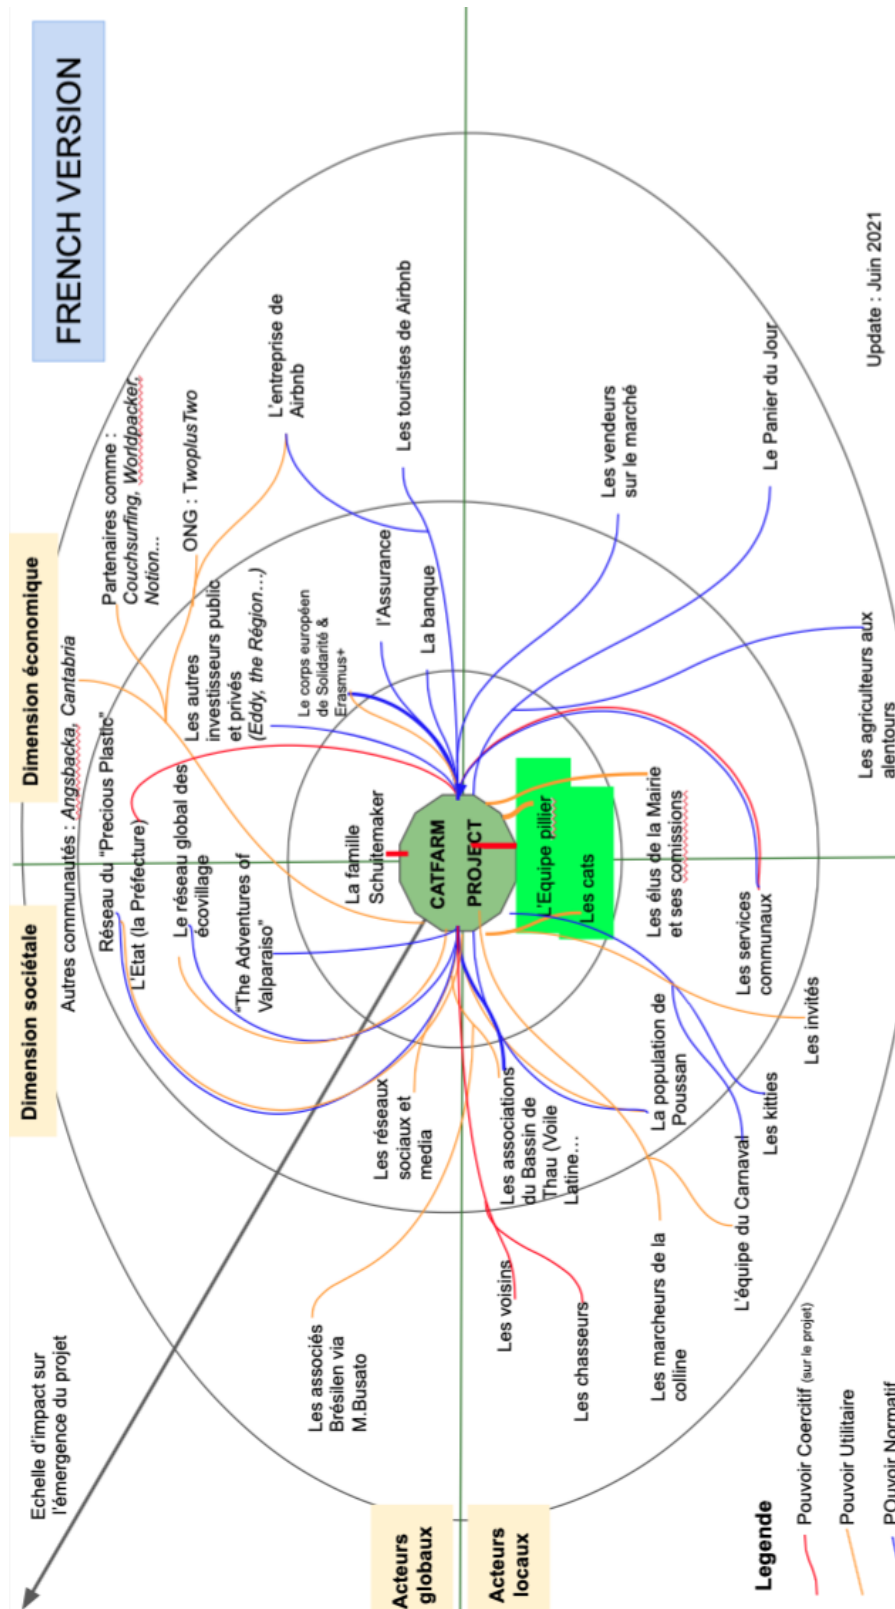 FRENCH VERSION
Echelle d'impact sur
l'émergence du projet
Dimension sociétale
Dimension économique
Autres communautés : Angsbacka, Cantabria
Partenaires comme :
Couchsurfing, Worldpacker,
Notion...
Réseau du "Precious Plastic"
L'Etat (la Préfecture)
ONG : TwoplusTwo
Le réseau global des
écovillage
Les autres
investisseurs public
et privés
(Eddy, the Région...)
L'entreprise de
Airbnb
"The Adventures of
Valparaiso"
Le corps européen
de Solidarité &
Erasmus+
Les associés
Brésilen via
M.Busato
Les réseaux
sociaux et
media
La famille
Schuitemaker
l'Assurance
Les touristes de Airbnb
La banque
Acteurs
globaux
Acteurs
locaux
CATFARM
PROJECT
Les voisins
Les associations
du Bassin de
Thau (Voile
Latine...
L'Equipe pillier
Les cats
Les chasseurs
Les vendeurs
sur le marché
Les marcheurs de la
colline
La population de
Poussan
Les élus de la Mairie
et ses comissions
L'équipe du Carnaval
Les kitties
Les services
communaux
Le Panier du Jour
Les invités
Les agriculteurs aux
alentours
Legende
Pouvoir Coercitif (sur le projet)
Pouvoir Utilitaire
POuvoir Normatif
Update : Juin 2021